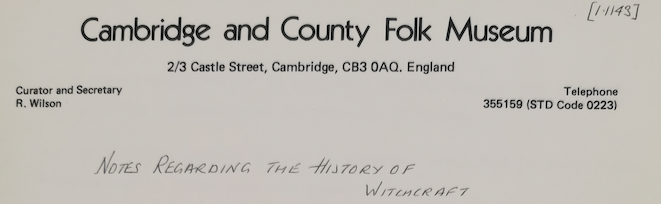 [1·1143]
Cambridge and County Folk Museum
2/3 Castle Street, Cambridge, CB3 0AQ. England
Curator and Secretary
R. Wilson
Telephone
355159 (STD Code 0223)
NOTES REGARDING THE HISTORY OF
WITCHCRAFT